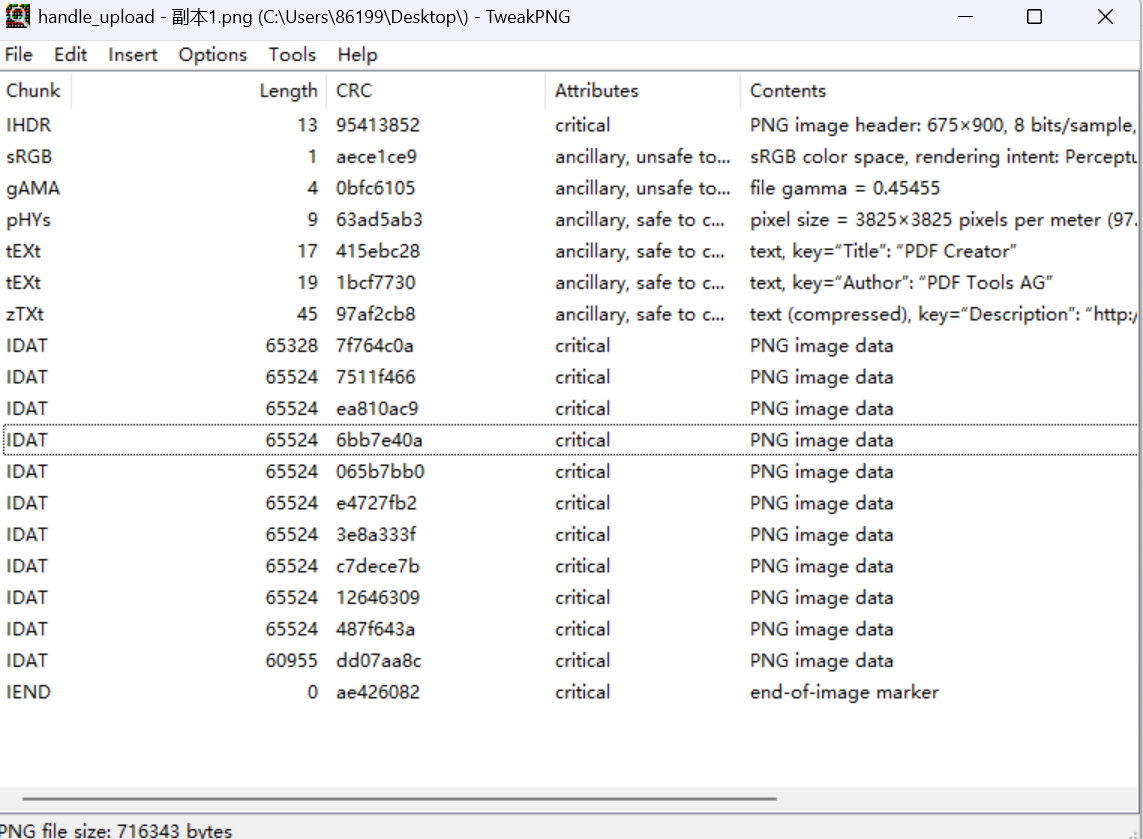 handle_upload - 副本1.png (C:\Users\86199\Desktop\) - TweakPNG
File Edit Insert Options Tools Help
Chunk Length CRC Attributes Contents
IHDR 13 95413852 critical PNG image header: 675×900, 8 bits/sample,
sRGB 1 aece1ce9 ancillary, unsafe to... sRGB color space, rendering intent: Perceptu
gAMA 4 0bfc6105 ancillary, unsafe to... file gamma = 0.45455
pHYs 9 63ad5ab3 ancillary, safe to c... pixel size = 3825×3825 pixels per meter (97.
tEXt 17 415ebc28 ancillary, safe to c... text, key=“Title”: “PDF Creator”
tEXt 19 1bcf7730 ancillary, safe to c... text, key=“Author”: “PDF Tools AG”
zTXt 45 97af2cb8 ancillary, safe to c... text (compressed), key=“Description”: “http:/
IDAT 65328 7f764c0a critical PNG image data
IDAT 65524 7511f466 critical PNG image data
IDAT 65524 ea810ac9 critical PNG image data
IDAT 65524 6bb7e40a critical PNG image data
IDAT 65524 065b7bb0 critical PNG image data
IDAT 65524 e4727fb2 critical PNG image data
IDAT 65524 3e8a333f critical PNG image data
IDAT 65524 c7dece7b critical PNG image data
IDAT 65524 12646309 critical PNG image data
IDAT 65524 487f643a critical PNG image data
IDAT 60955 dd07aa8c critical PNG image data
IEND 0 ae426082 critical end-of-image marker
PNG file size: 716343 bytes